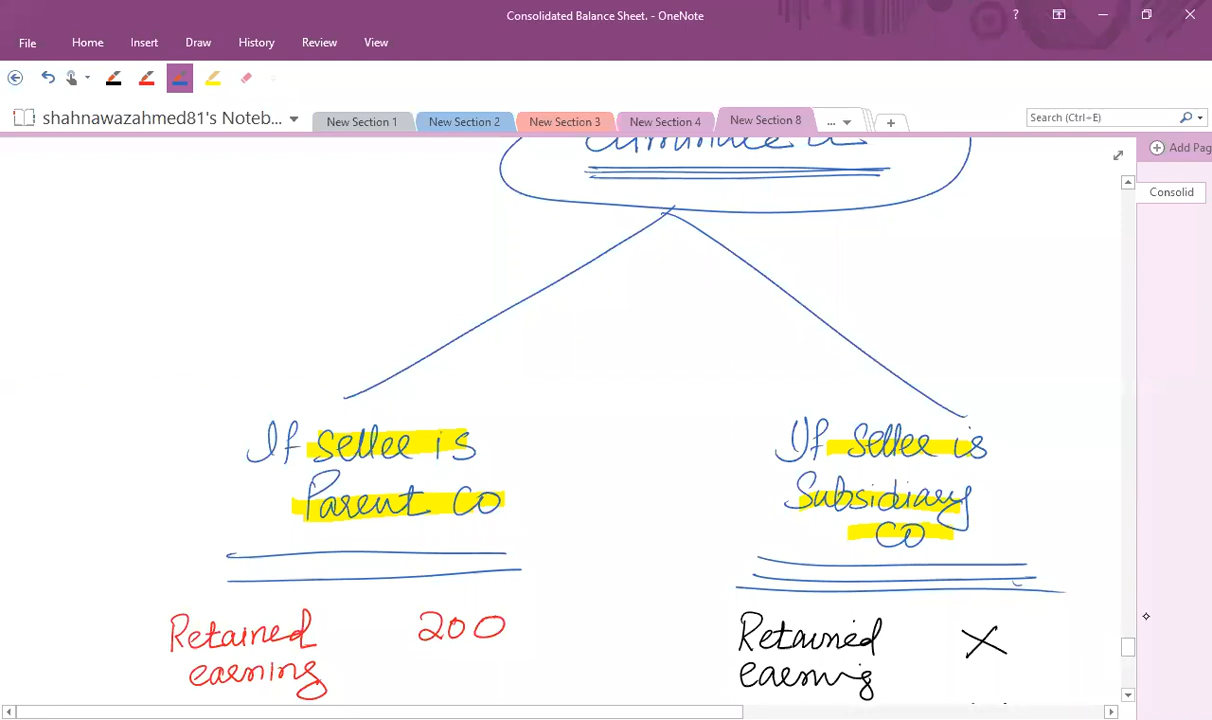 Consolidated Balance Sheet. - OneNote
?
File Home Insert Draw History Review View
shahnawazahmed81's Noteb...
New Section 1 New Section 2 New Section 3 New Section 4 New Section 8 ... +
Search (Ctrl+E)
Add Pag
Consolid
If seller is
Parent CO
Retained 200
earning
If seller is
Subsidiary
CO
Retained X
earnig